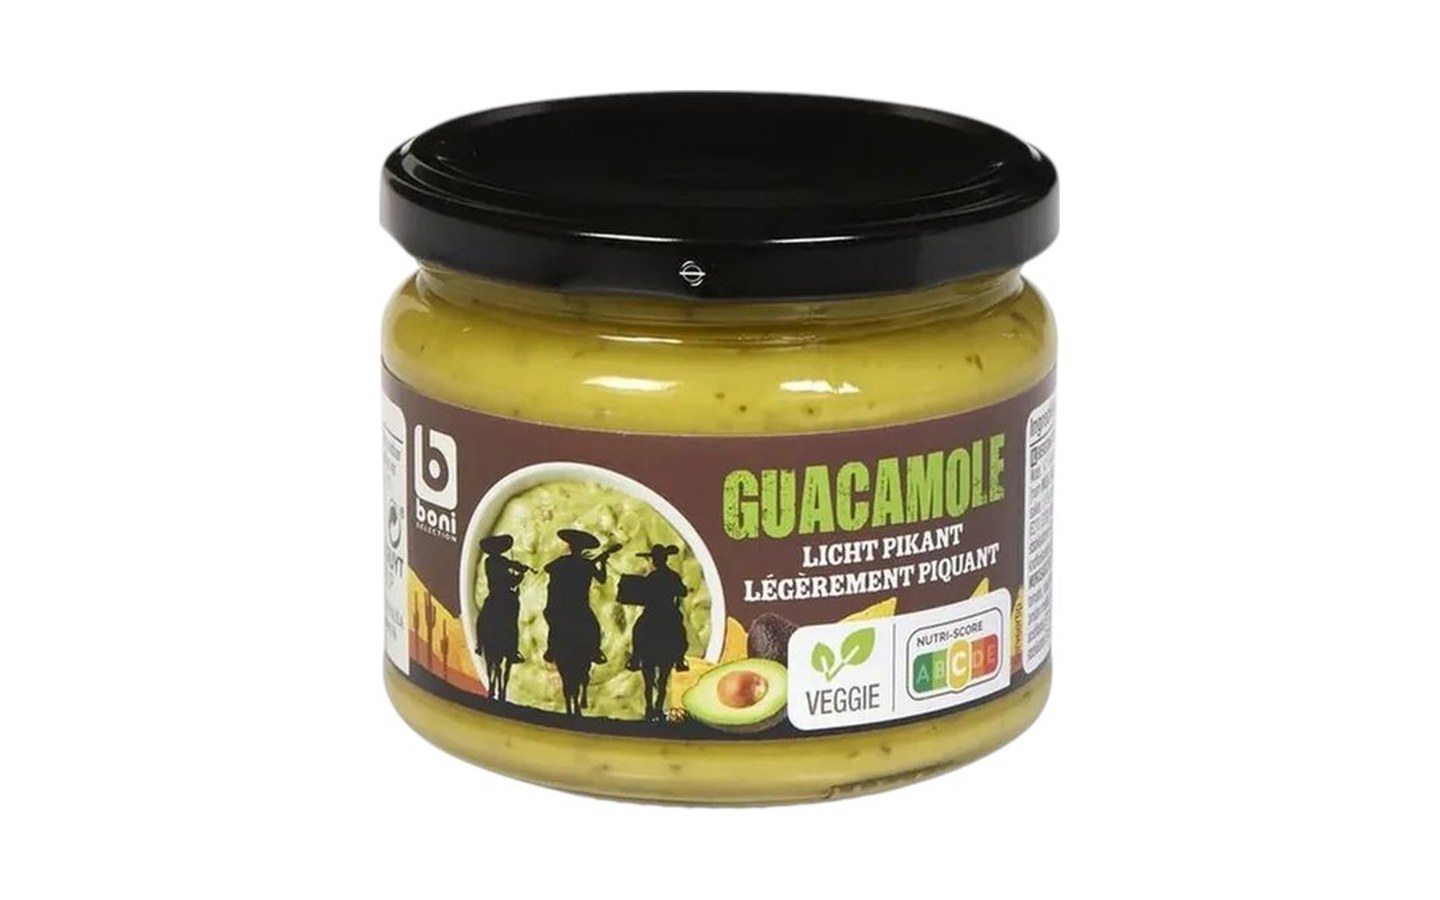 boni
SELECTION
GUACAMOLE
LICHT PIKANT
LÉGÈREMENT PIQUANT
VEGGIE
NUTRI-SCORE
A B C D E